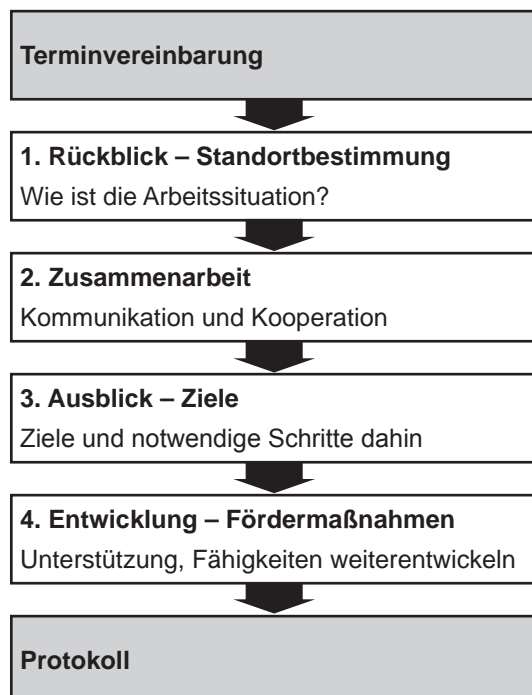 Terminvereinbarung
1. Rückblick – Standortbestimmung
Wie ist die Arbeitssituation?
2. Zusammenarbeit
Kommunikation und Kooperation
3. Ausblick – Ziele
Ziele und notwendige Schritte dahin
4. Entwicklung – Fördermaßnahmen
Unterstützung, Fähigkeiten weiterentwickeln
Protokoll